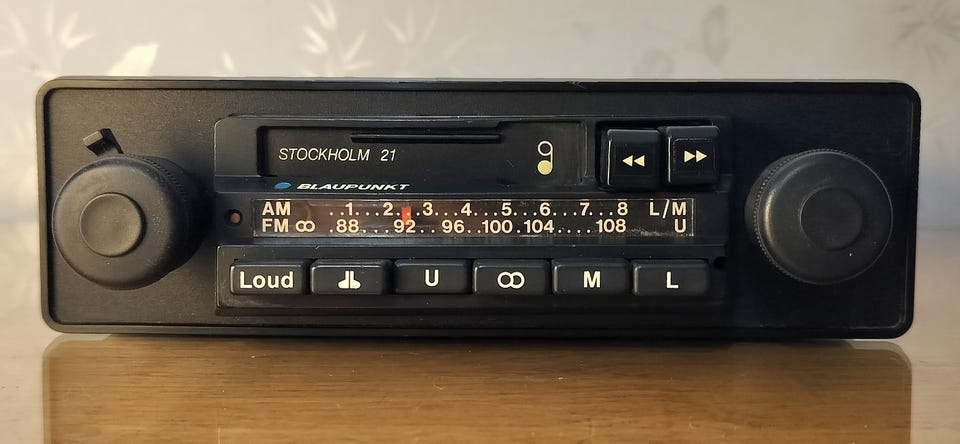 STOCKHOLM 21
BLAUPUNKT
AM ..1...2...3...4...5...6...7...8 L/M
FM ꝏ .88....92..96..100.104....108 U
Loud U ꝏ M L